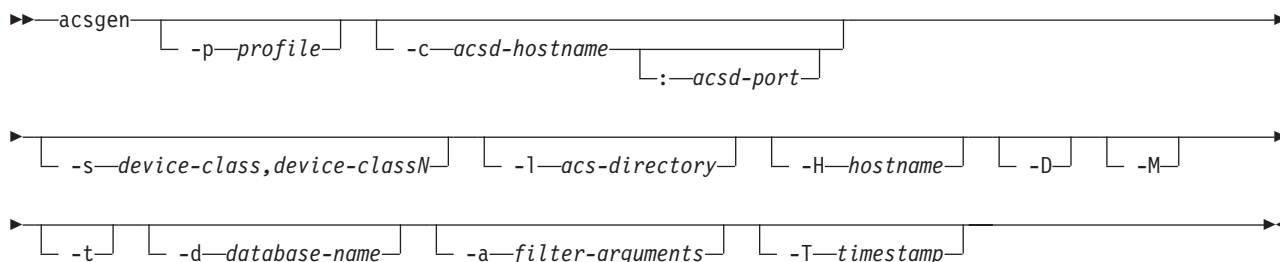 acsgen -p profile -c acsd-hostname
: acsd-port
-s device-class,device-classN -l acs-directory -H hostname -D -M
-t -d database-name -a filter-arguments -T timestamp